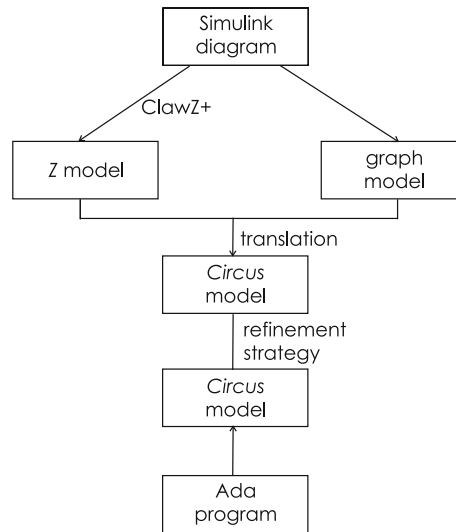 Simulink
diagram
ClawZ+
Z model
graph
model
translation
Circus
model
refinement
strategy
Circus
model
Ada
program